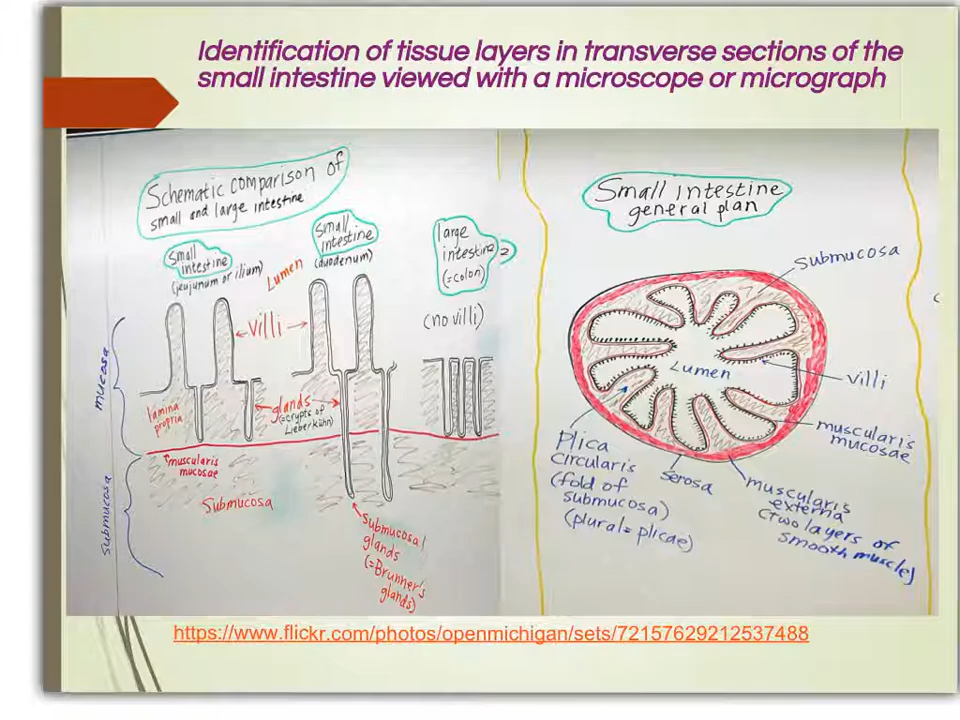 Identification of tissue layers in transverse sections of the
small intestine viewed with a microscope or micrograph
Schematic comparison of
small and large intestine
small
intestine
(jeujunum or ilium)
Lumen
small
intestine
(duodenum)
large
intestine
(=colon)
(no villi)
villi
mucosa
lamina
propria
glands
(=crypts of
Lieberkühn)
muscularis
mucosae
Submucosa
submucosa
Submucosal
glands
(=Brunner's
glands)
Small intestine
general plan
submucosa
Lumen
villi
muscularis
mucosae
Plica
circularis
(fold of
submucosa)
(plural= plicae)
serosa
muscularis
externa
(two layers of
smooth muscle)
https://www.flickr.com/photos/openmichigan/sets/72157629212537488